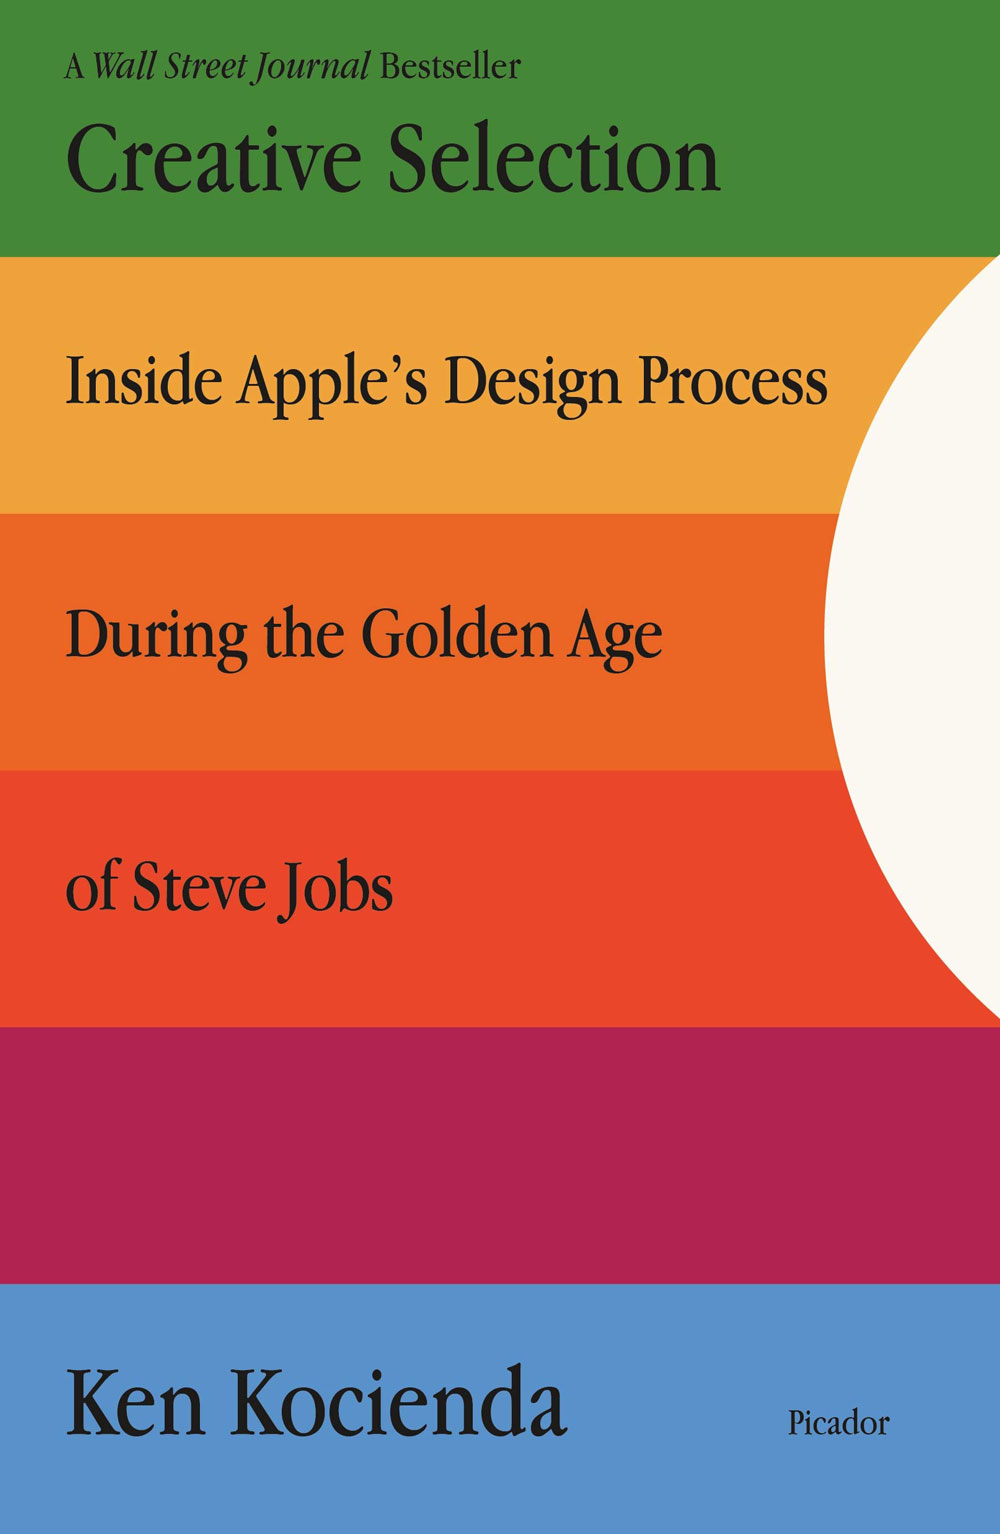 A Wall Street Journal Bestseller
Creative Selection
Inside Apple’s Design Process
During the Golden Age
of Steve Jobs
Ken Kocienda
Picador